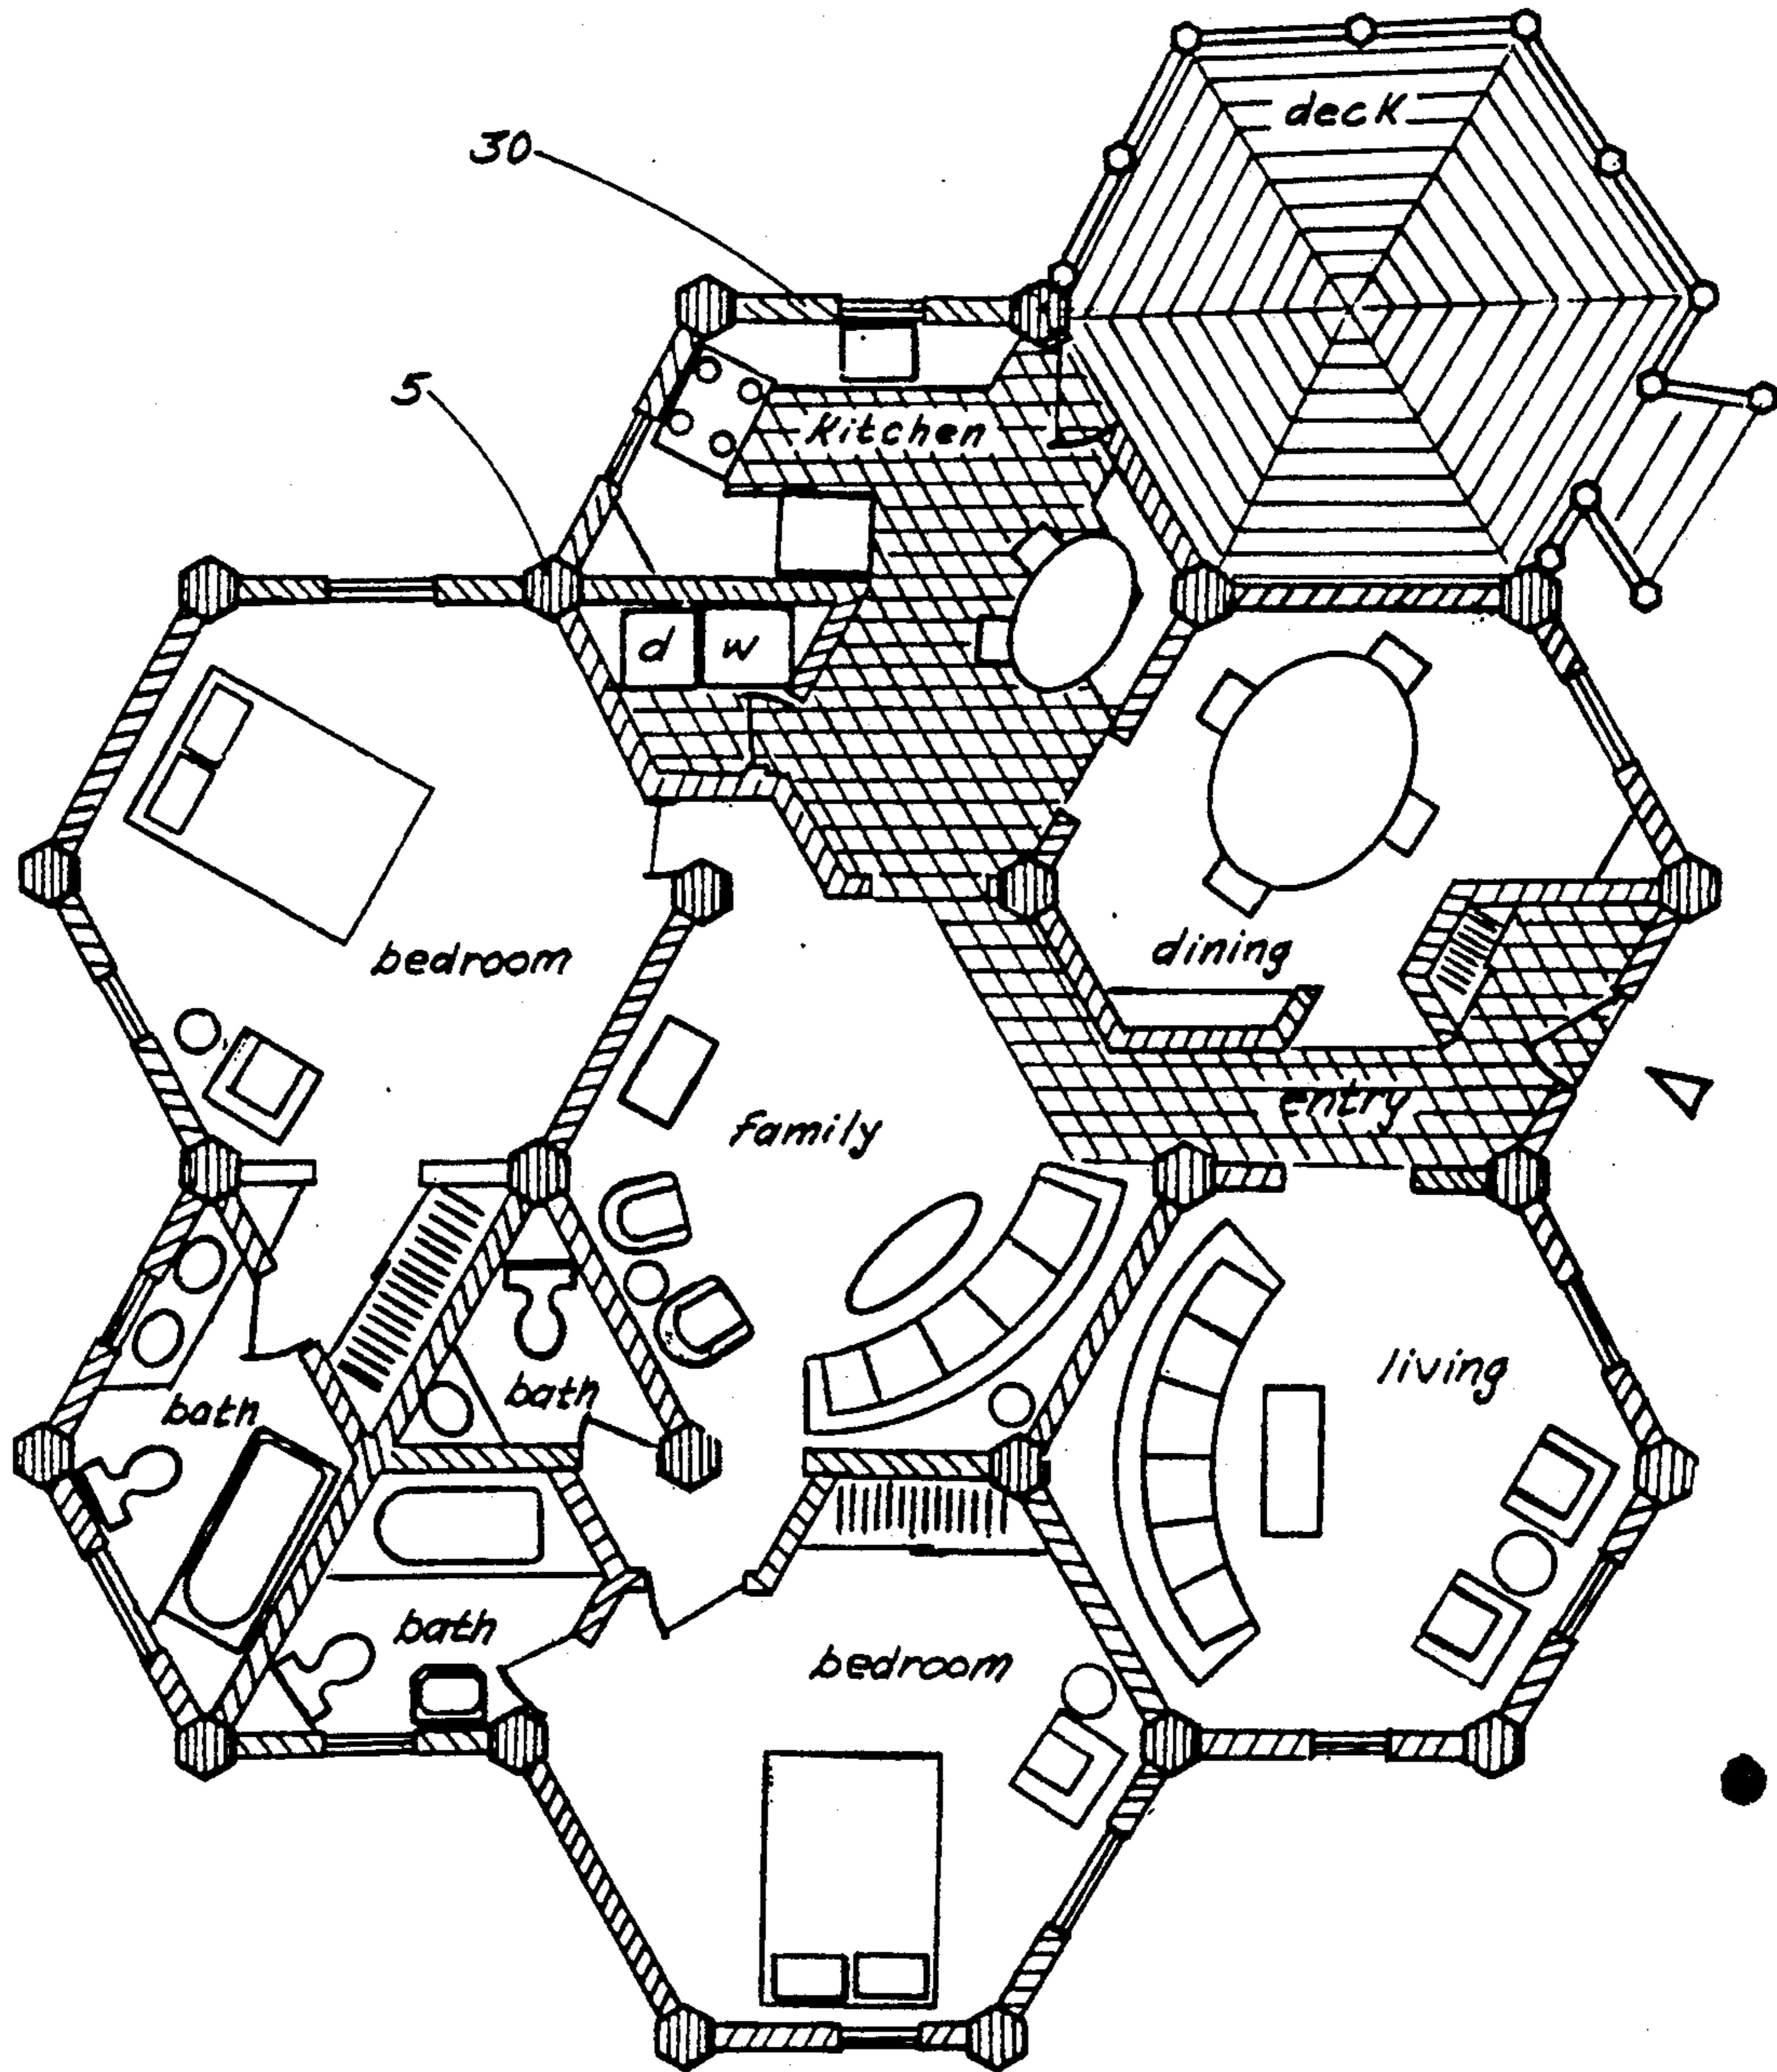 deck
30
5
Kitchen
d w
bedroom
dining
family
Entry
living
bath
bath
bath
bedroom